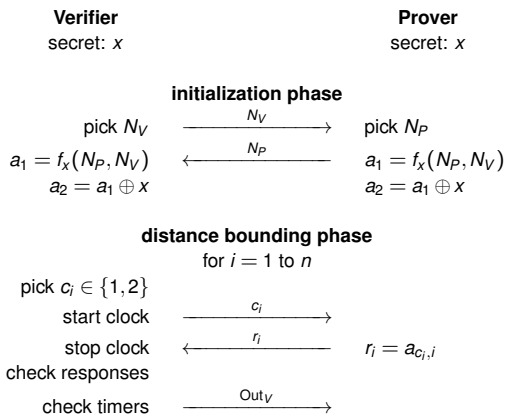 Verifier Prover
secret: x secret: x
initialization phase
pick N_V N_V pick N_P
a_1 = f_x(N_P, N_V) N_P a_1 = f_x(N_P, N_V)
a_2 = a_1 ⊕ x a_2 = a_1 ⊕ x
distance bounding phase
for i = 1 to n
pick c_i ∈ {1,2}
start clock c_i
stop clock r_i r_i = a_{c_i,i}
check responses
check timers Out_V